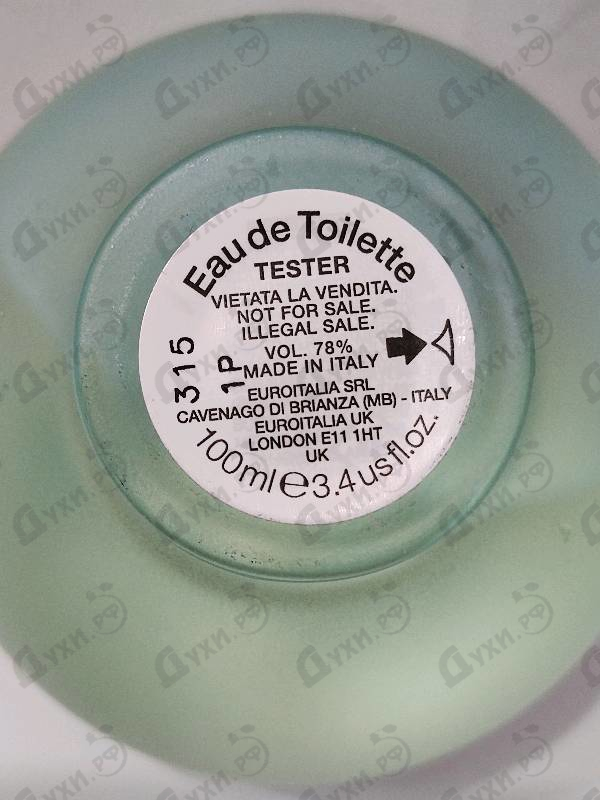 Eau de Toilette
TESTER
VIETATA LA VENDITA.
NOT FOR SALE.
ILLEGAL SALE.
VOL. 78%
MADE IN ITALY
315
1P
EUROITALIA SRL
CAVENAGO DI BRIANZA (MB) - ITALY
EUROITALIA UK
LONDON E11 1HT
UK
100ml e 3.4 us fl.oz.
Духи.рф